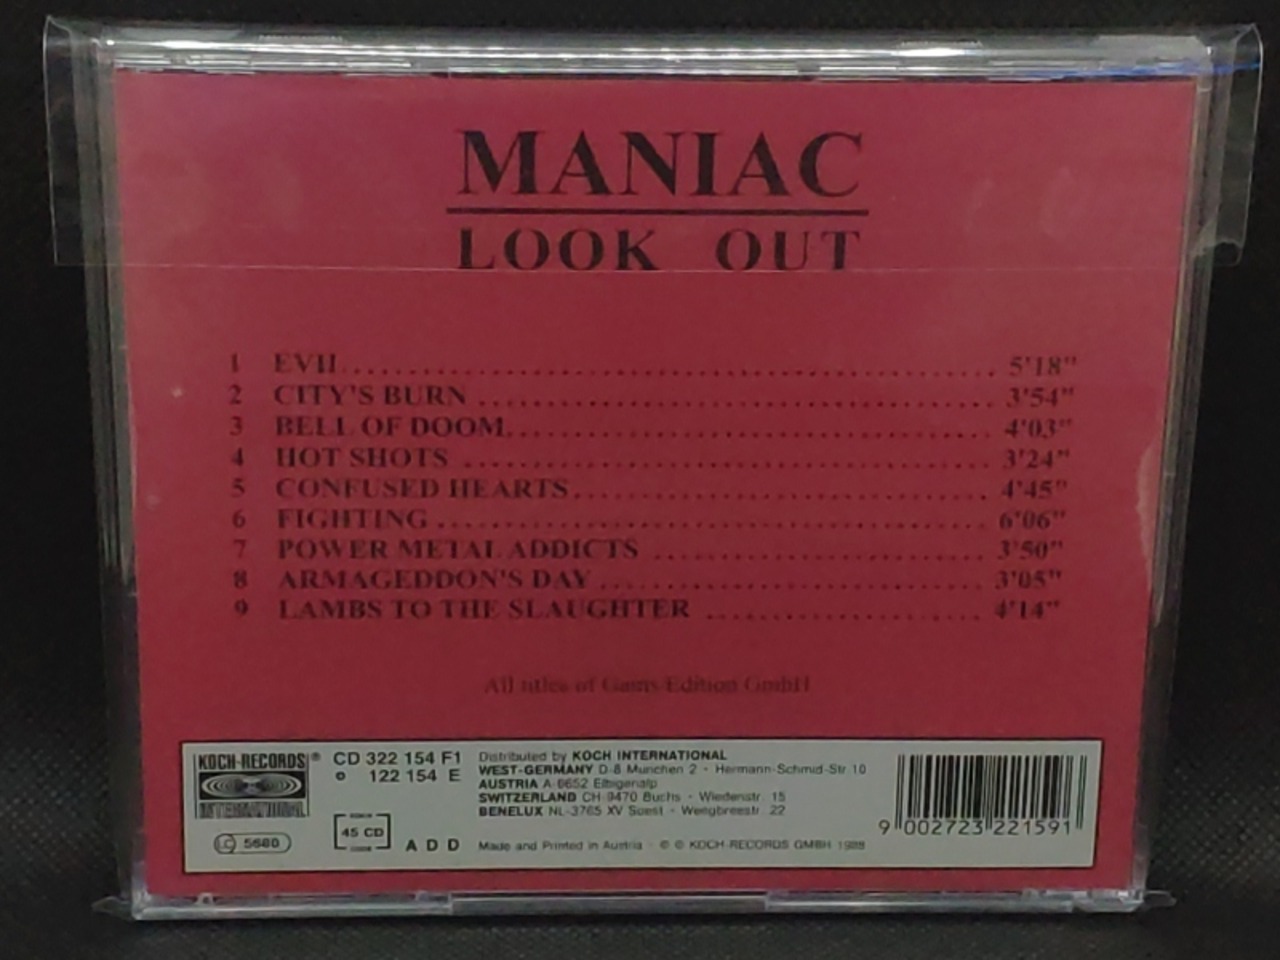 MANIAC
LOOK OUT
1 EVIL 5'18"
2 CITY'S BURN 3'54"
3 BELL OF DOOM 4'03"
4 HOT SHOTS 3'24"
5 CONFUSED HEARTS 4'45"
6 FIGHTING 6'06"
7 POWER METAL ADDICTS 3'50"
8 ARMAGEDDON'S DAY 3'05"
9 LAMBS TO THE SLAUGHTER 4'14"
All titles of Edition GmbH
KOCH-RECORDS®
INTERNATIONAL
LC 5680
CD 322 154 F1
122 154 E
45 CD
ADD
Distributed by KOCH INTERNATIONAL
WEST-GERMANY D-8 München 2 · Hermann-Schmid-Str. 10
AUSTRIA A-6652 Elbigenalp
SWITZERLAND CH-9470 Buchs · Wiedenstr. 15
BENELUX NL-3765 XV Soest · Weegbreestr. 22
Made and Printed in Austria · ℗ © KOCH-RECORDS GMBH 1988
9 002723 221591